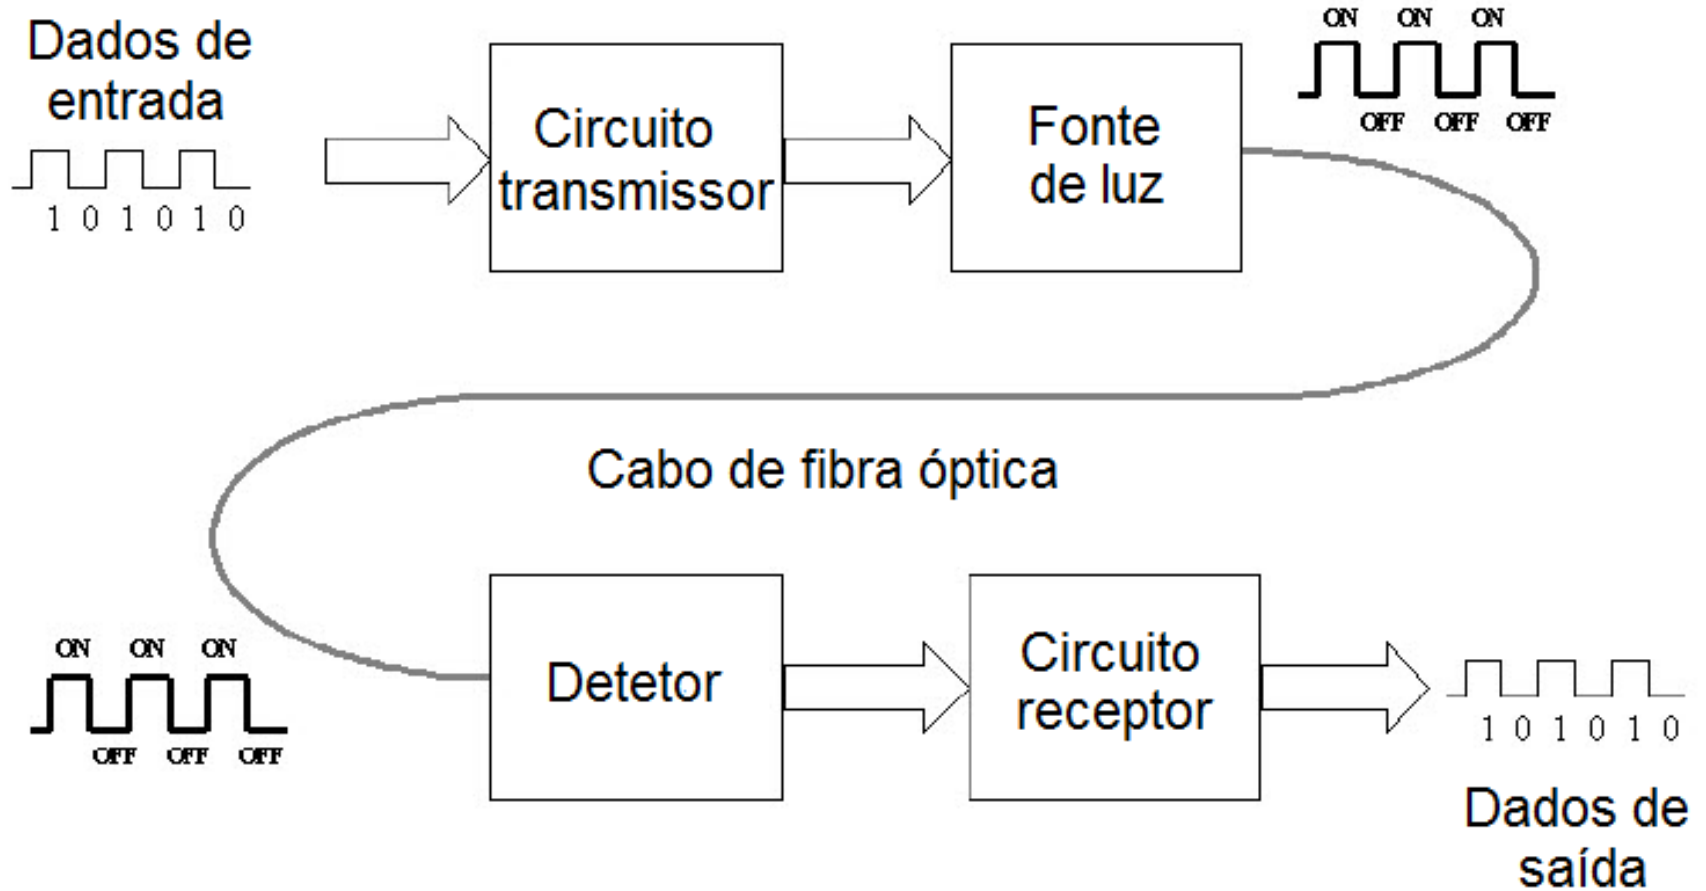 Dados de
entrada
1 0 1 0 1 0
Circuito
transmissor
Fonte
de luz
ON ON ON
OFF OFF OFF
Cabo de fibra óptica
ON ON ON
OFF OFF OFF
Detetor
Circuito
receptor
1 0 1 0 1 0
Dados de
saída